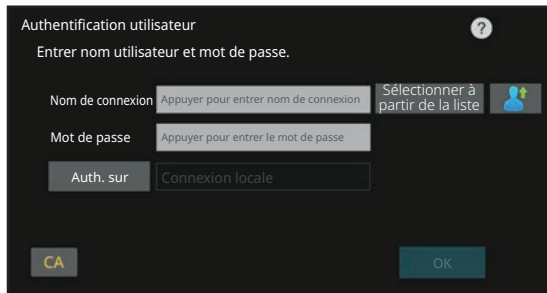 Authentification utilisateur
?
Entrer nom utilisateur et mot de passe.
Nom de connexion Appuyer pour entrer nom de connexion Sélectionner à
partir de la liste
Mot de passe Appuyer pour entrer le mot de passe
Auth. sur Connexion locale
CA OK